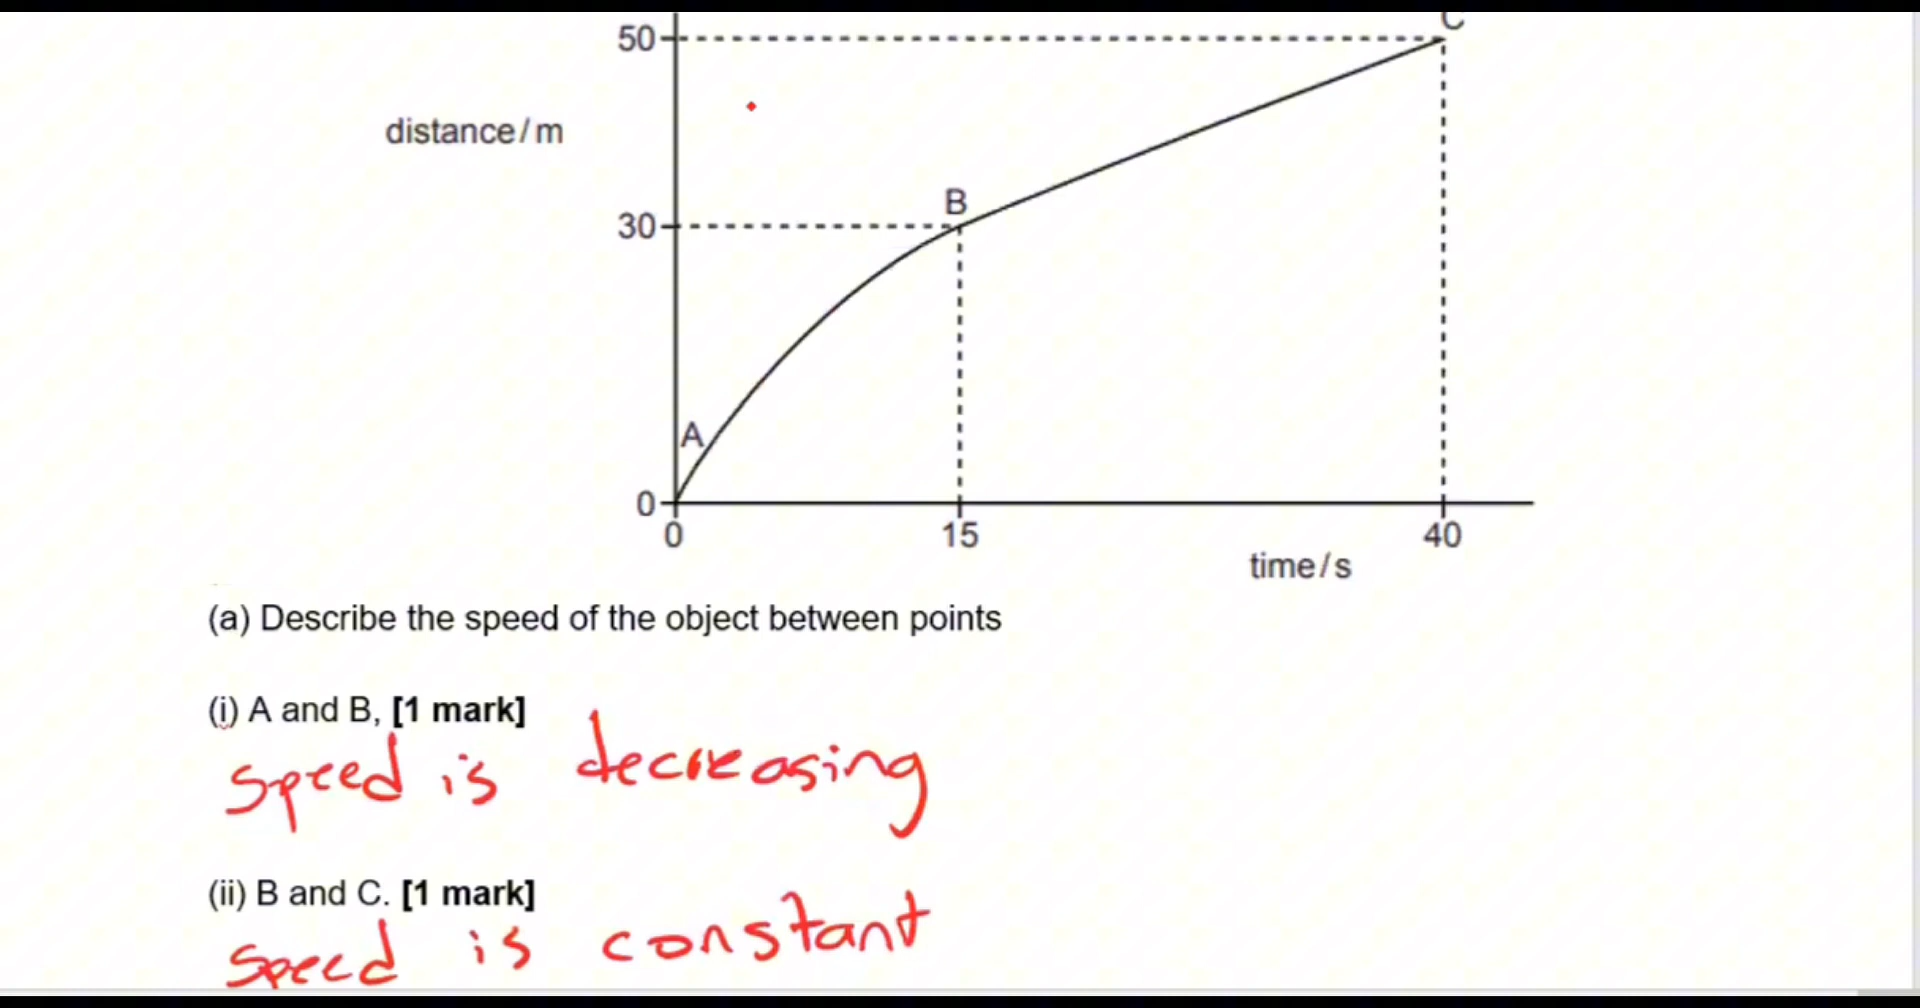 50
C
distance/m
B
30
A
0
0 15 40
time/s
(a) Describe the speed of the object between points
(i) A and B, [1 mark]
speed is decreasing
(ii) B and C. [1 mark]
speed is constant